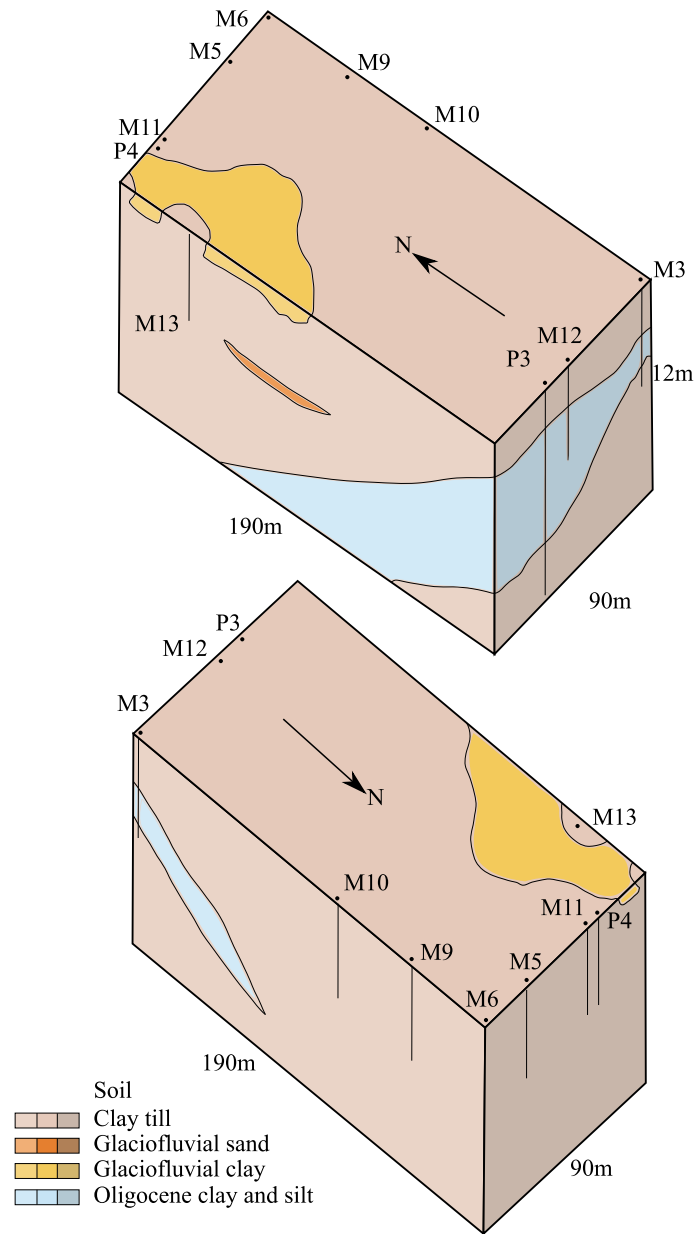 M6
M5
M9
M10
M11
P4
N
M3
M13
M12
P3
12m
190m
90m
P3
M12
M3
N
M13
M10
M11
P4
M9
M5
M6
190m
90m
Soil
Clay till
Glaciofluvial sand
Glaciofluvial clay
Oligocene clay and silt